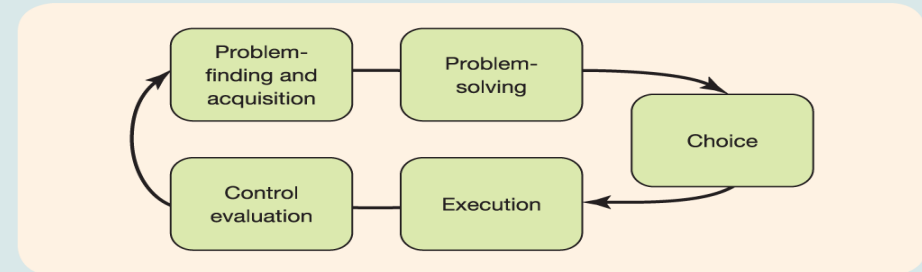 Problem-
finding and
acquisition
Problem-
solving
Choice
Control
evaluation
Execution